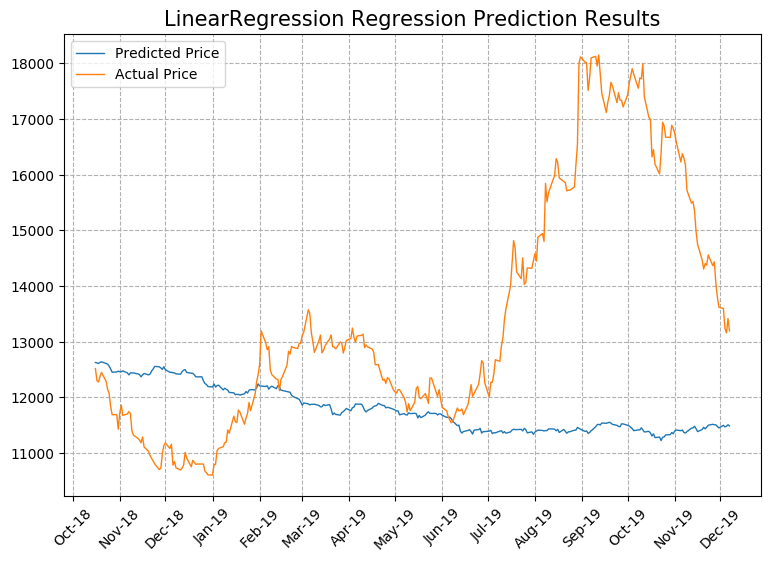 LinearRegression Regression Prediction Results
Predicted Price
Actual Price
18000
17000
16000
15000
14000
13000
12000
11000
Oct-18
Nov-18
Dec-18
Jan-19
Feb-19
Mar-19
Apr-19
May-19
Jun-19
Jul-19
Aug-19
Sep-19
Oct-19
Nov-19
Dec-19